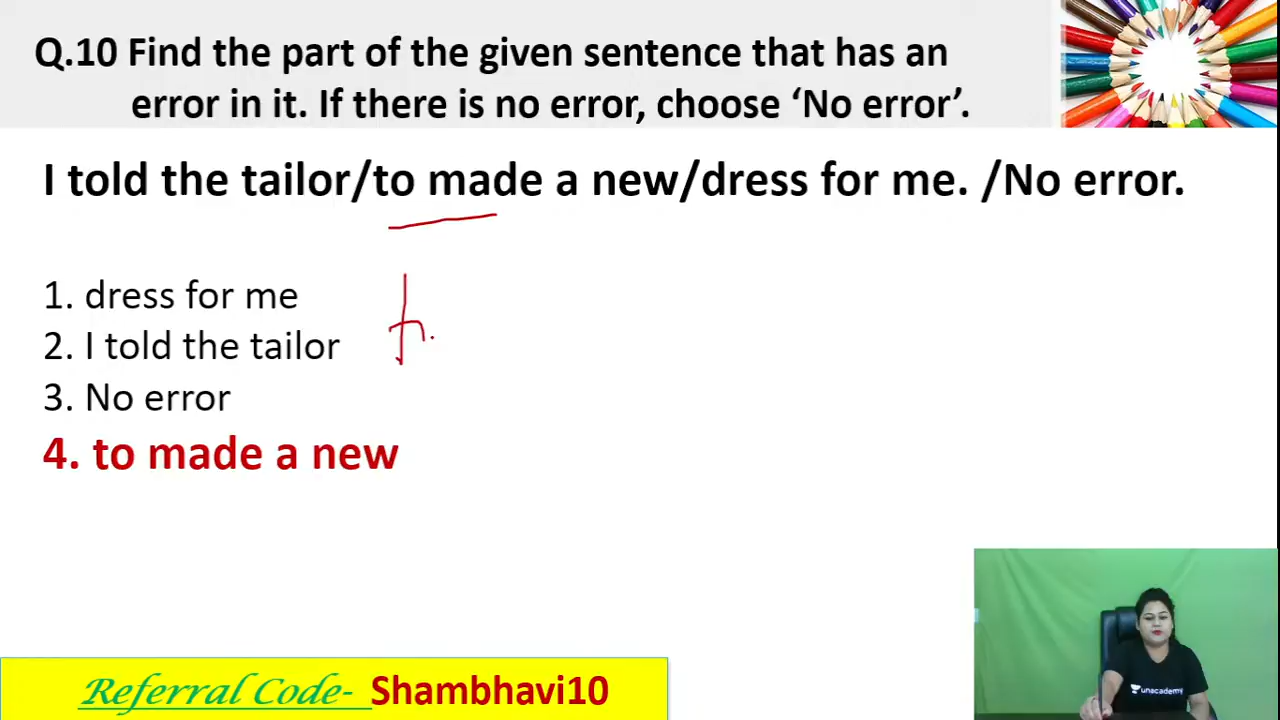 Q.10 Find the part of the given sentence that has an
error in it. If there is no error, choose ‘No error’.
I told the tailor/to made a new/dress for me. /No error.
1. dress for me
2. I told the tailor
3. No error
4. to made a new
Referral Code- Shambhavi10
unacademy